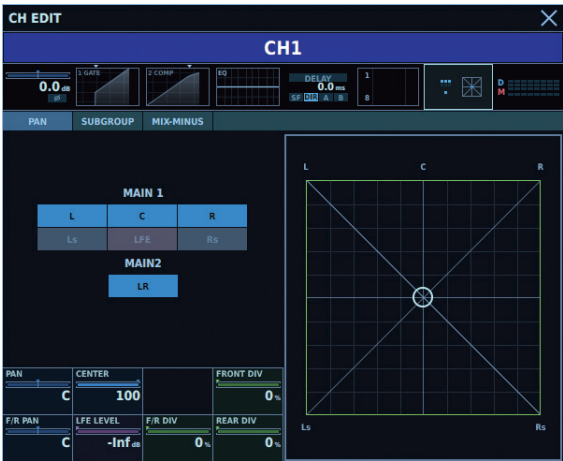 CH EDIT
CH1
0.0 dB
Ø
1 GATE
2 COMP
EQ
DELAY
0.0 ms
SF DIR A B
1
8
D
M
PAN SUBGROUP MIX-MINUS
MAIN 1
L C R
Ls LFE Rs
MAIN2
LR
L C R
Ls Rs
PAN CENTER FRONT DIV
C 100 0 %
F/R PAN LFE LEVEL F/R DIV REAR DIV
C -Inf dB 0 % 0 %